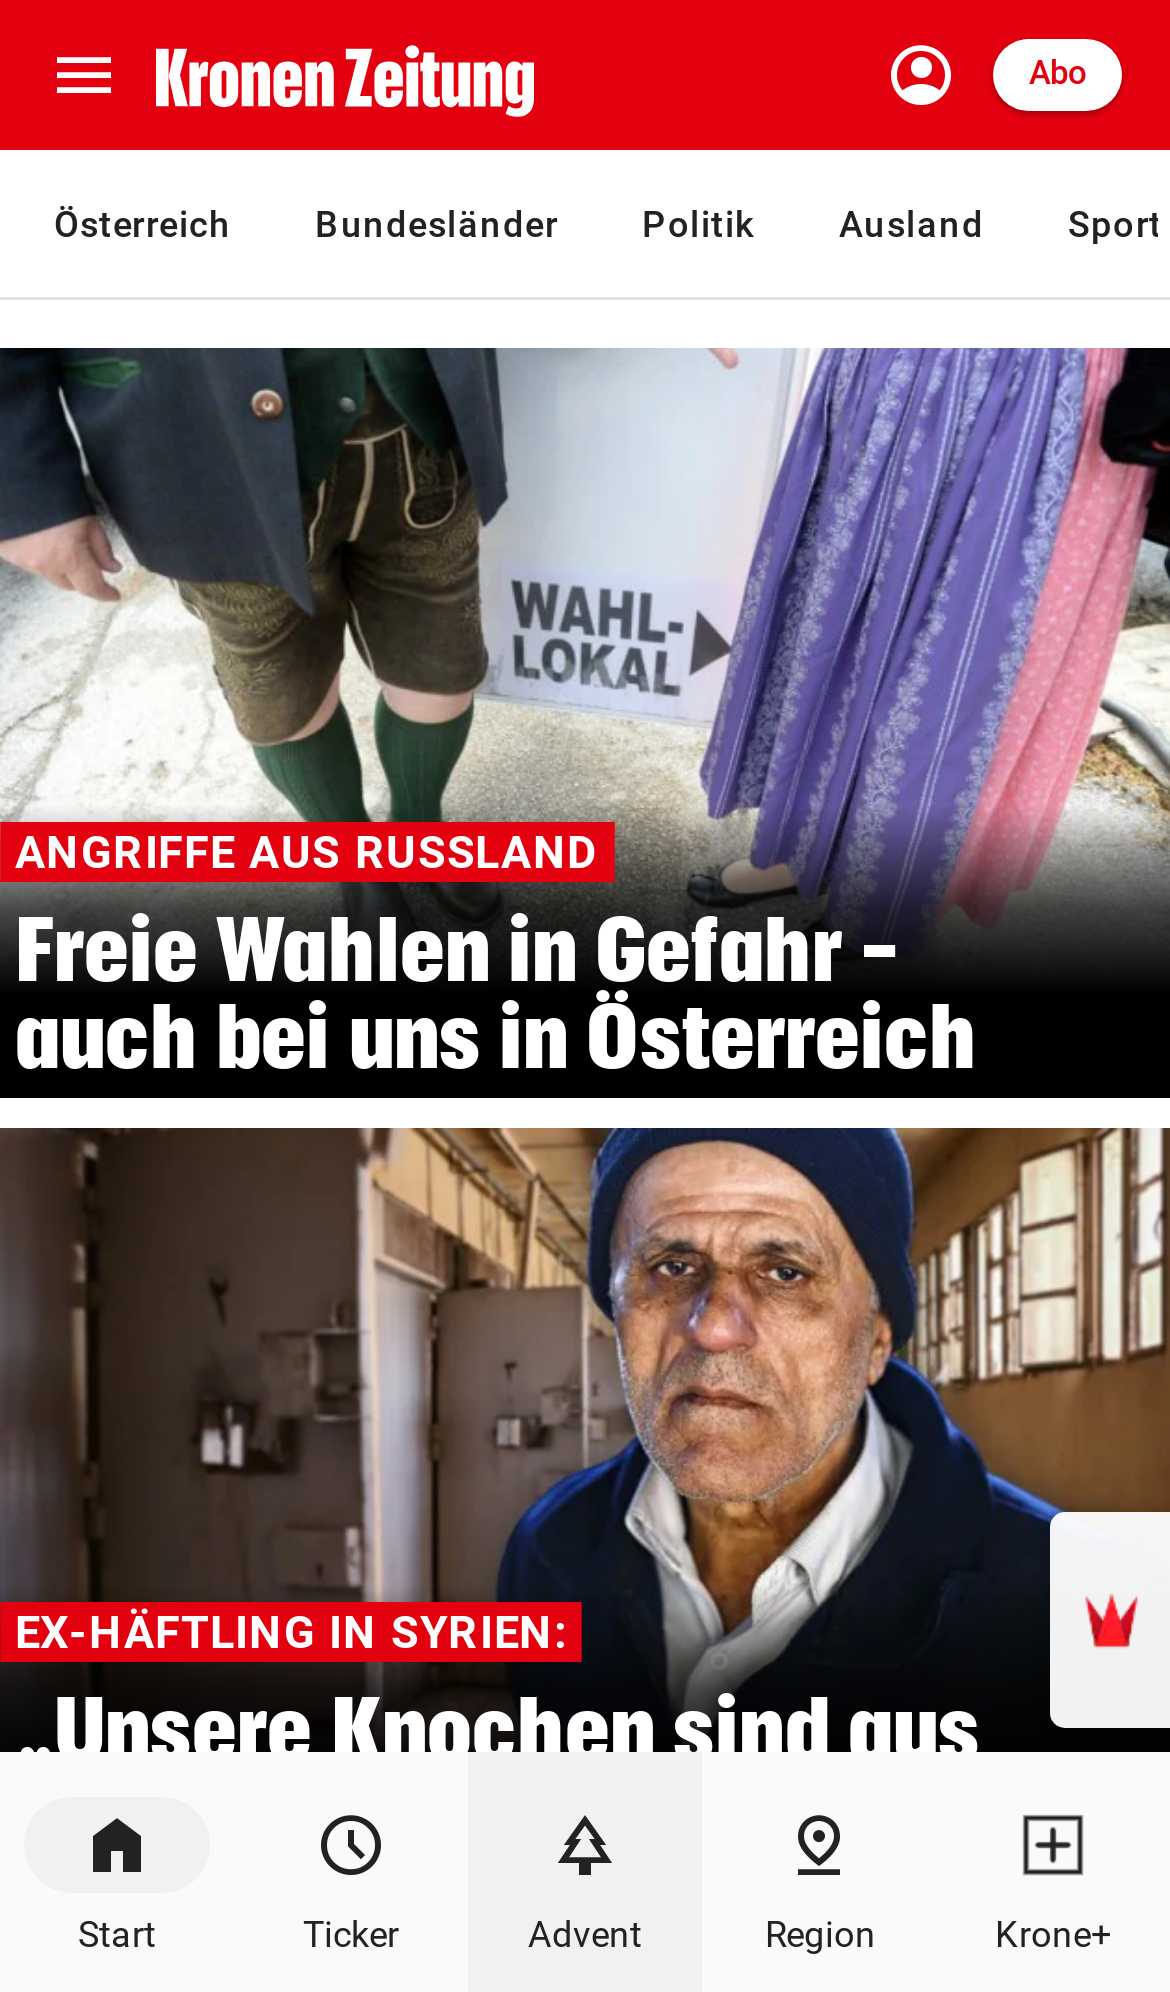 Kronen Zeitung
Abo
Österreich Bundesländer Politik Ausland Sport
WAHL-
LOKAL
ANGRIFFE AUS RUSSLAND
Freie Wahlen in Gefahr –
auch bei uns in Österreich
EX-HÄFTLING IN SYRIEN:
„Unsere Knochen sind aus
Start Ticker Advent Region Krone+